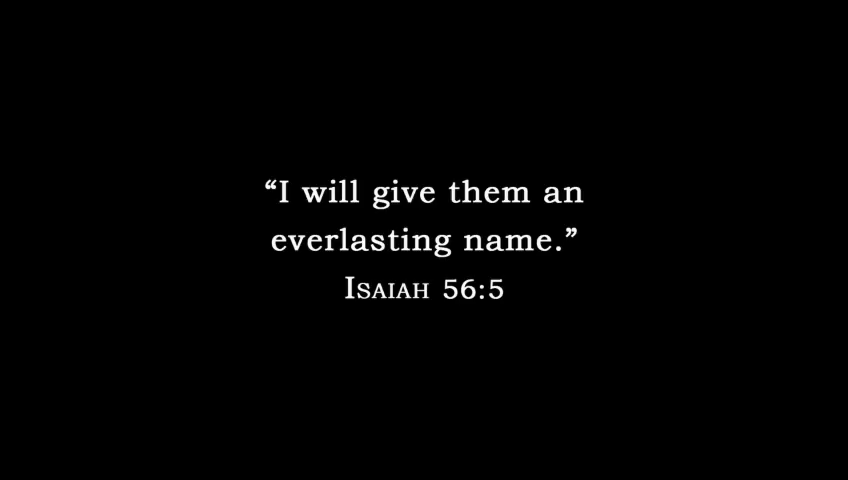 “I will give them an
everlasting name.”
Isaiah 56:5